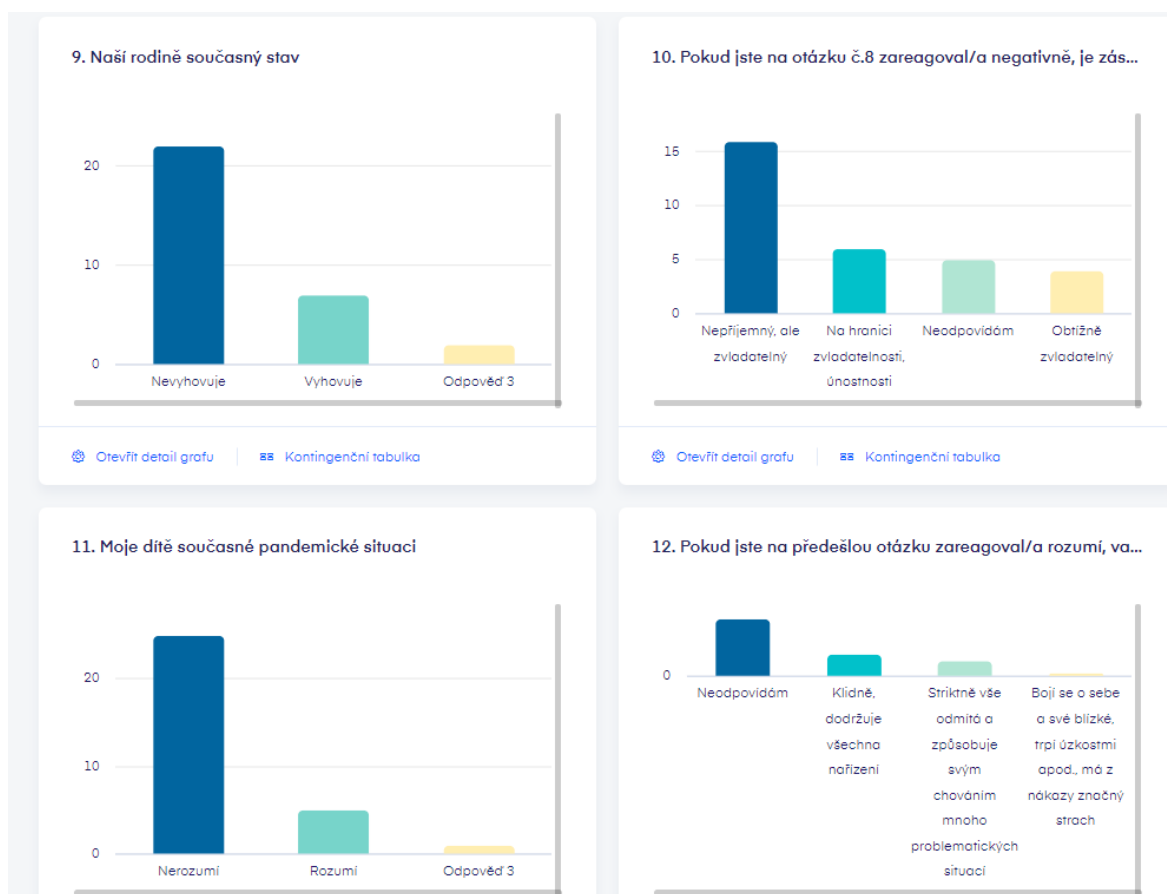 9. Naší rodině současný stav
20
10
0
Nevyhovuje
Vyhovuje
Odpověď 3
Otevřít detail grafu
Kontingenční tabulka
10. Pokud jste na otázku č.8 zareagoval/a negativně, je zás...
15
10
5
0
Nepříjemný, ale
zvladatelný
Na hranici
zvladatelnosti,
únostnosti
Neodpovídám
Obtížně
zvladatelný
Otevřít detail grafu
Kontingenční tabulka
11. Moje dítě současné pandemické situaci
20
10
0
Nerozumí
Rozumí
Odpověď 3
12. Pokud jste na předešlou otázku zareagoval/a rozumí, va...
0
Neodpovídám
Klidně,
dodržuje
všechna
nařízení
Striktně vše
odmítá a
způsobuje
svým
chováním
mnoho
problematických
situací
Bojí se o sebe
a své blízké,
trpí úzkostmi
apod., má z
nákazy značný
strach